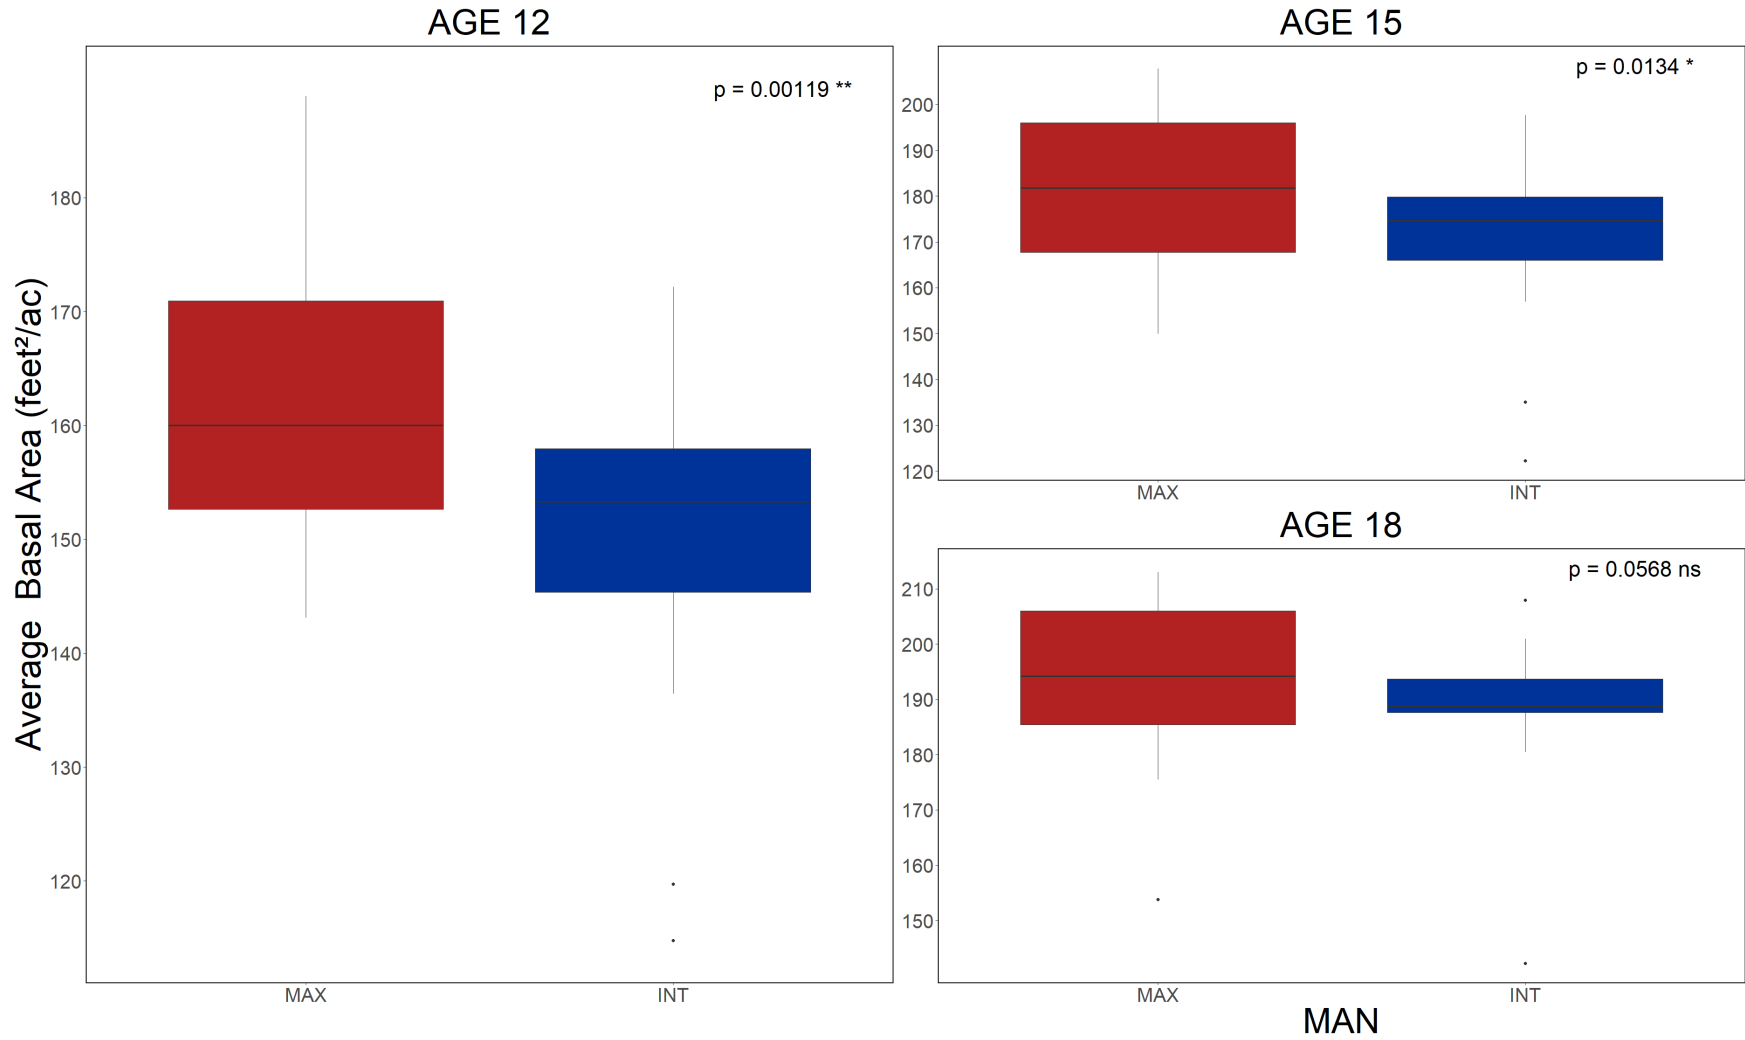 AGE 12
p = 0.00119 **
180
170
160
150
140
130
120
Average  Basal Area (feet²/ac)
MAX
INT
AGE 15
p = 0.0134 *
200
190
180
170
160
150
140
130
120
MAX
INT
AGE 18
p = 0.0568 ns
210
200
190
180
170
160
150
MAX
INT
MAN